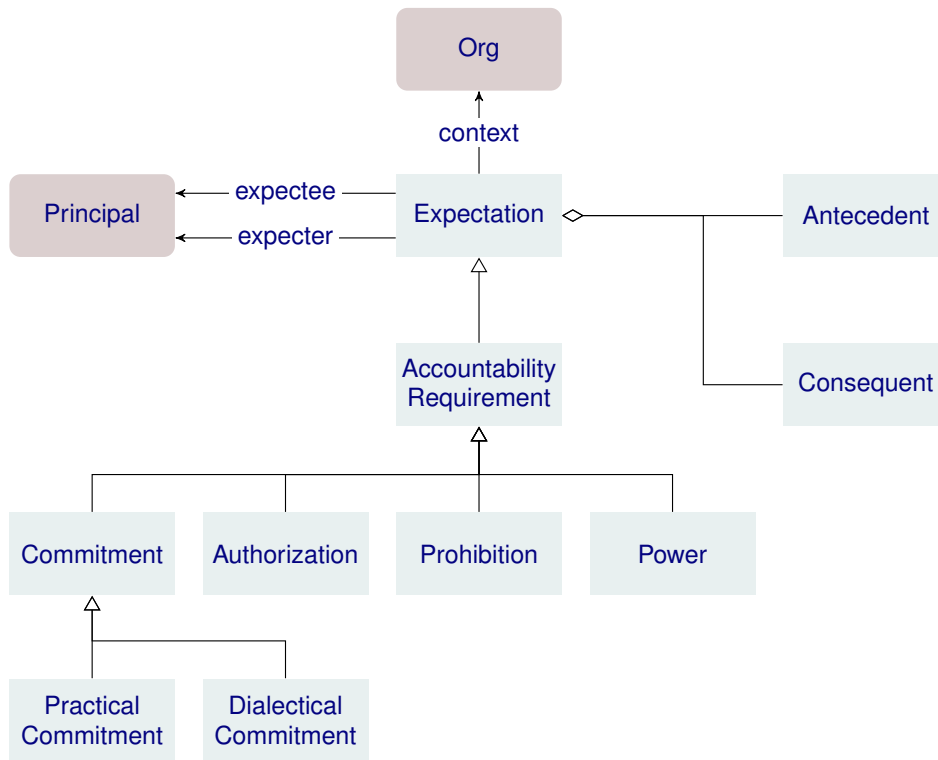 Org
context
expectee
Principal
Expectation
Antecedent
expecter
Accountability
Requirement
Consequent
Commitment
Authorization
Prohibition
Power
Practical
Commitment
Dialectical
Commitment